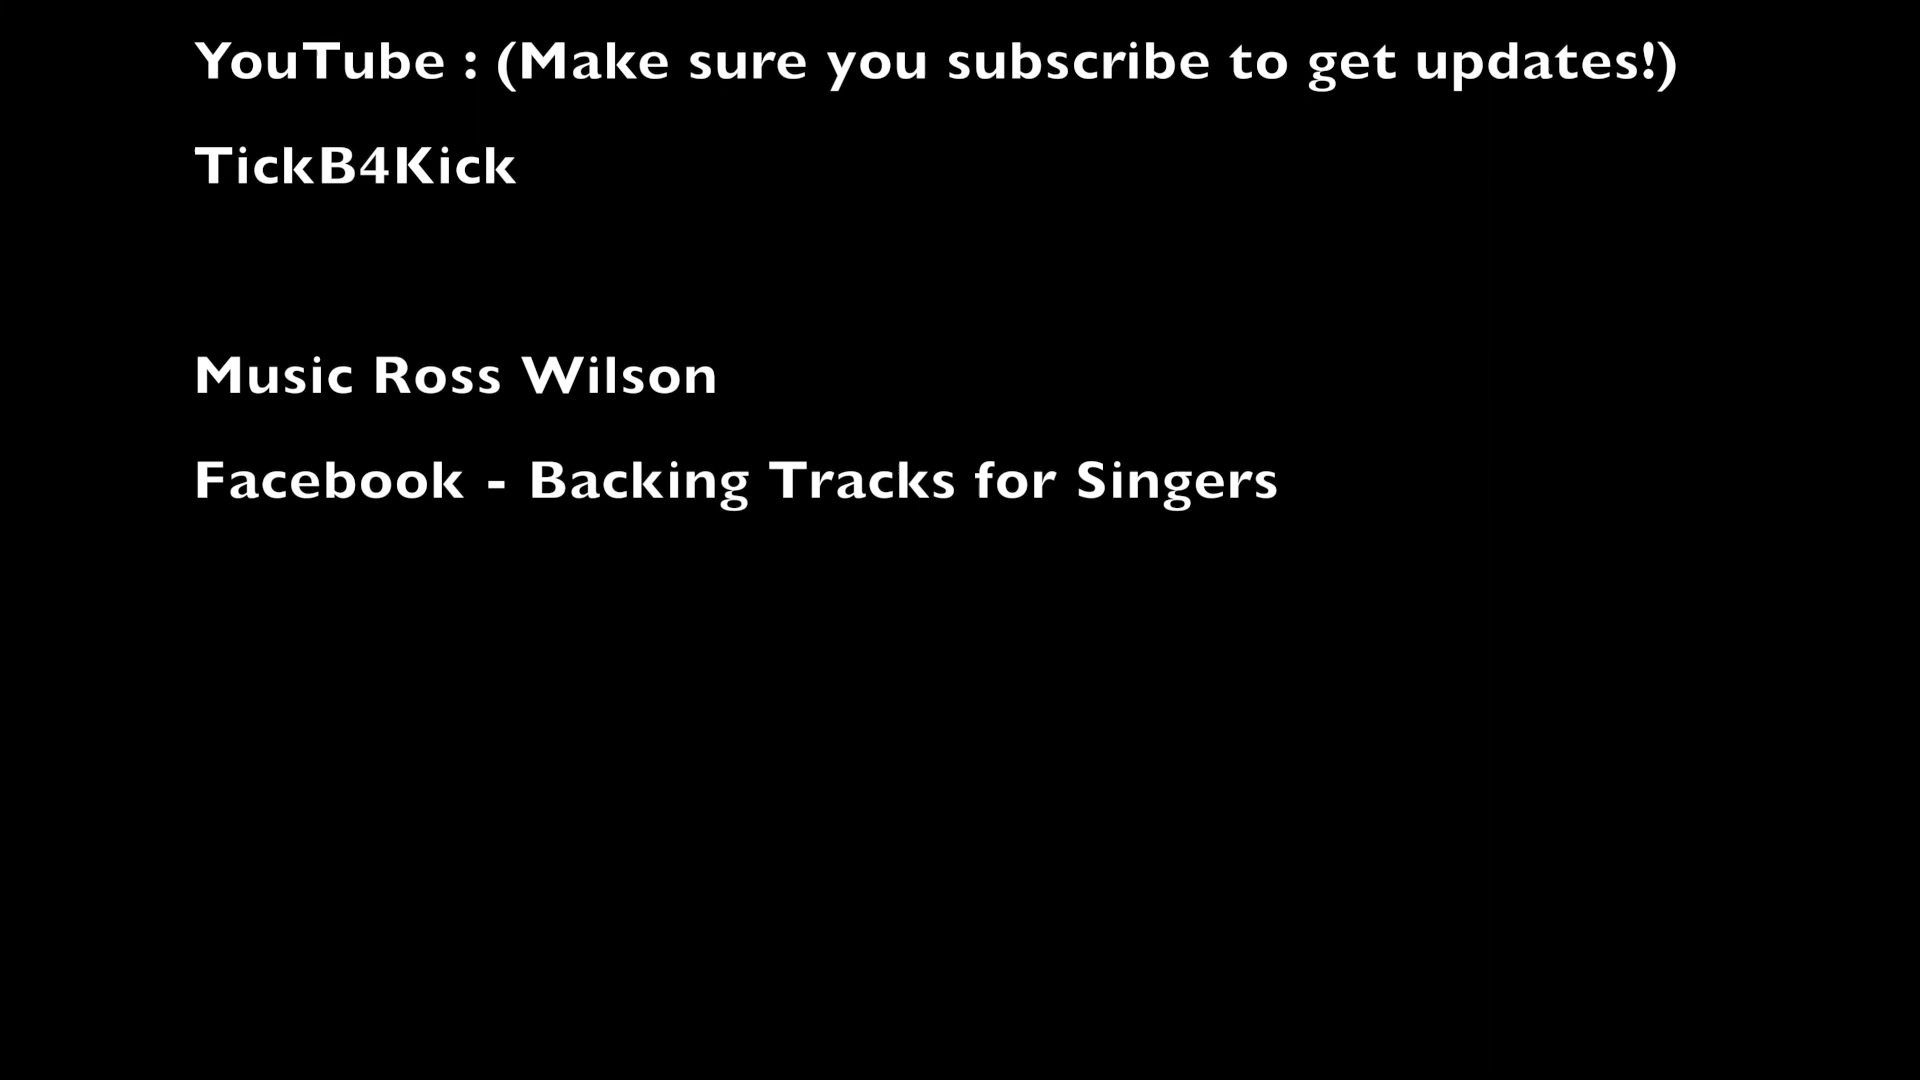 YouTube : (Make sure you subscribe to get updates!)
TickB4Kick
Music Ross Wilson
Facebook - Backing Tracks for Singers